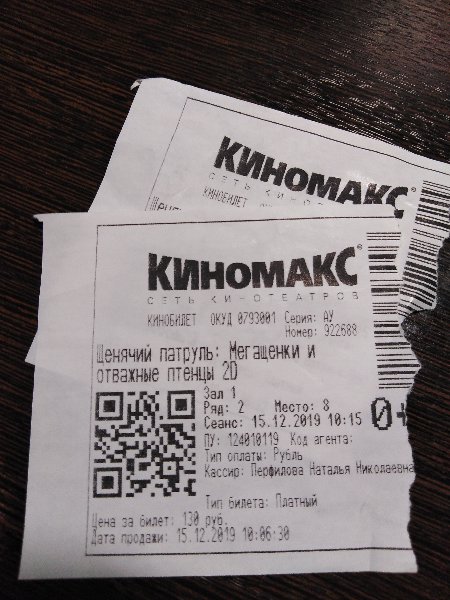 КИНОМАКС®
СЕТЬ КИНОТЕАТРОВ
КИНОБИЛЕТ
КИНОМАКС®
СЕТЬ КИНОТЕАТРОВ
КИНОБИЛЕТ ОКУД 0793001 Серия: АУ
Номер: 922688
Щенячий патруль: Мегащенки и
отважные птенцы 2D
Зал 1
Ряд: 2 Место: 8
Сеанс: 15.12.2019 10:15
0+
ПУ: 124010119 Код агента:
Тип оплаты: Рубль
Кассир: Перфилова Наталья Николаевна
Тип билета: Платный
Цена за билет: 130 руб.
Дата продажи: 15.12.2019 10:06:30